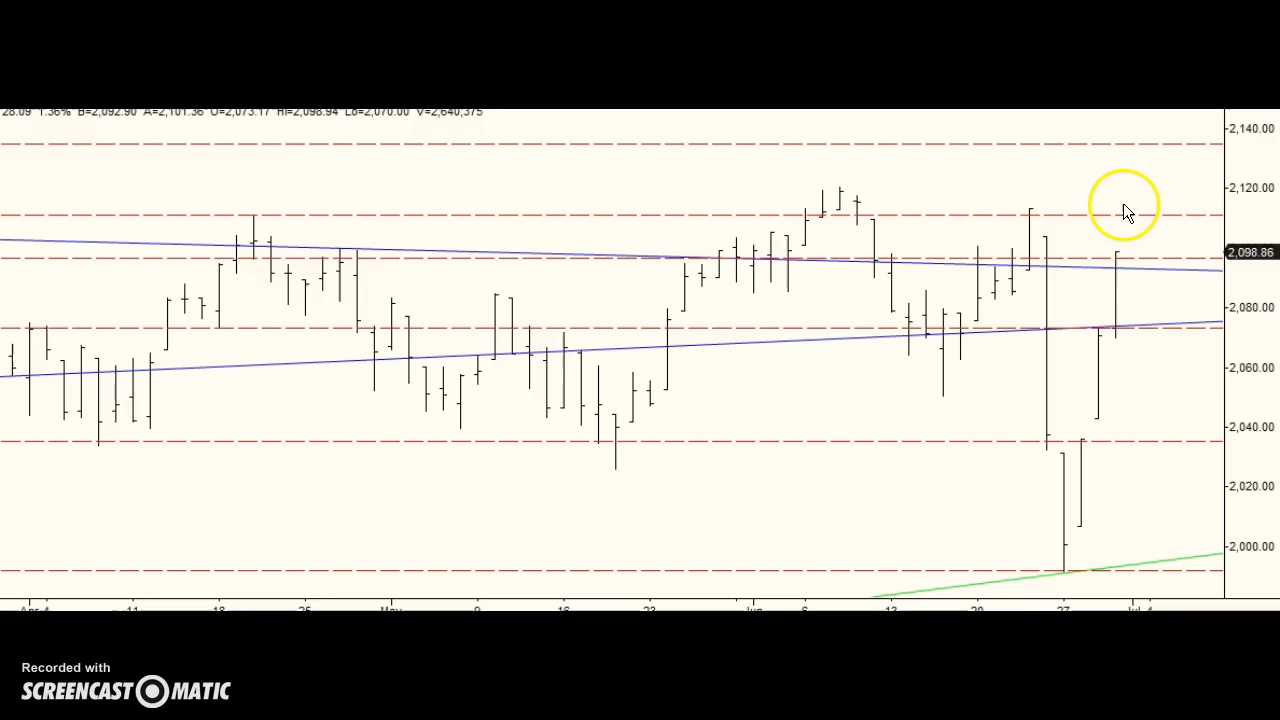 28.09 1.36% B=2,092.90 A=2,101.36 O=2,073.17 Hi=2,098.94 Lo=2,070.00 V=2,640,375
2,140.00
2,120.00
2,098.86
2,080.00
2,060.00
2,040.00
2,020.00
2,000.00
Apr 4 11 18 25 May 9 16 23 Jun 6 13 20 27 Jul 4
Recorded with
SCREENCAST MATIC